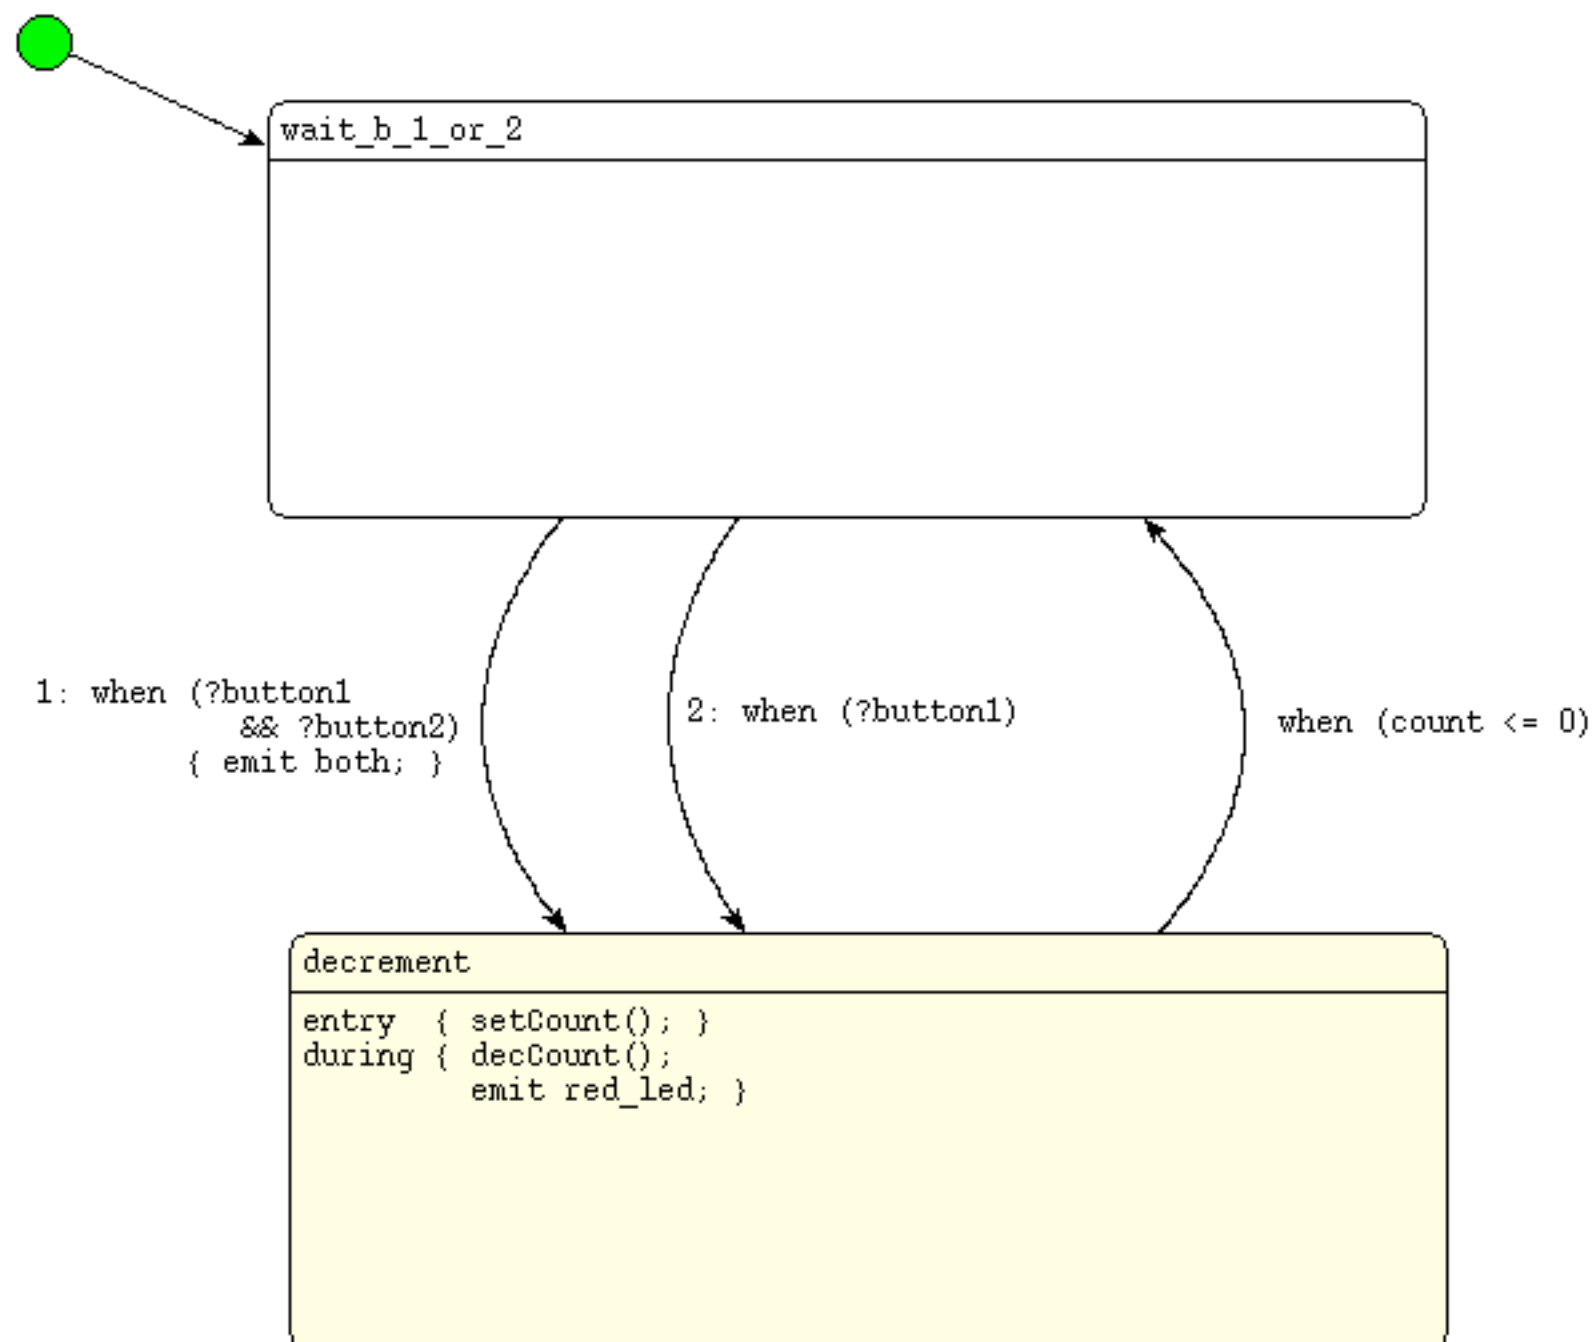 wait_b_1_or_2
1: when (?button1
&& ?button2)
{ emit both; }
2: when (?button1)
when (count <= 0)
decrement
entry { setCount(); }
during { decCount();
emit red_led; }